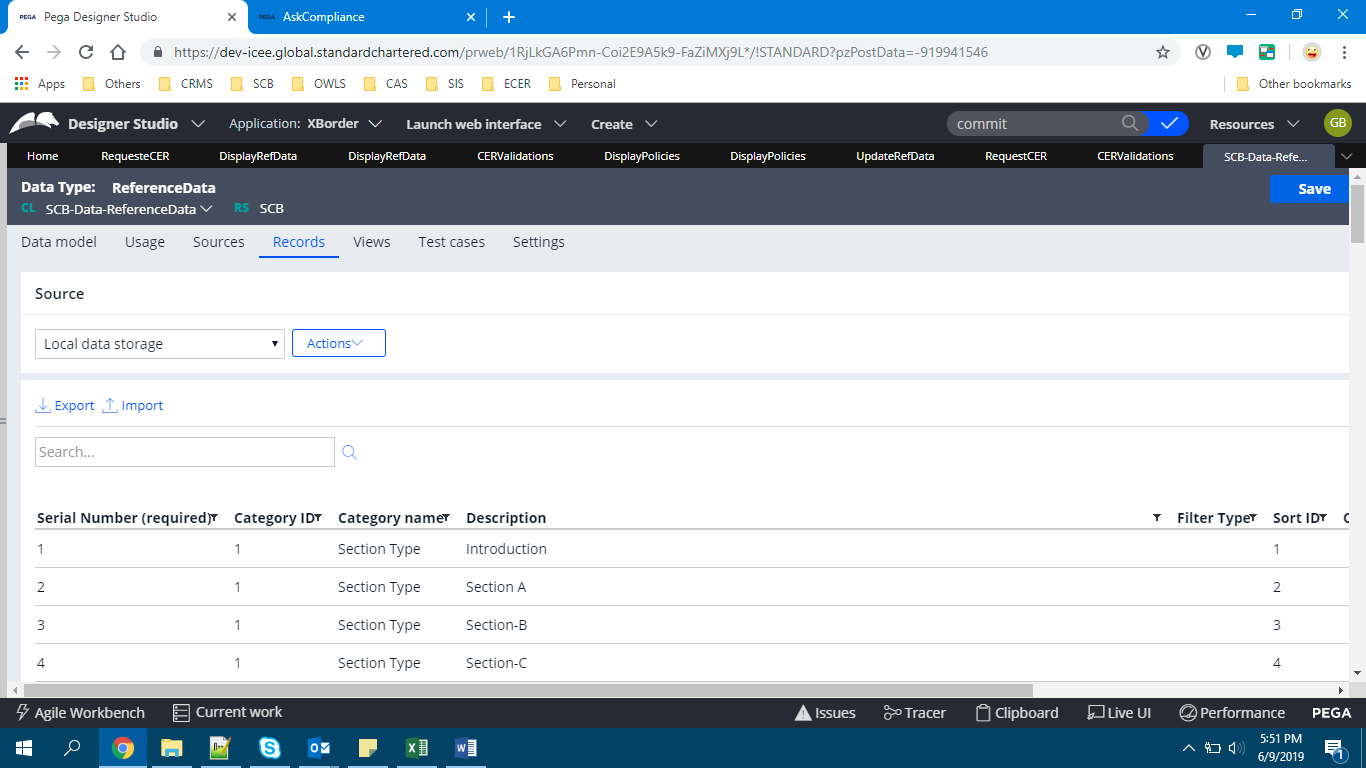 PEGA Pega Designer Studio PEGA AskCompliance
https://dev-icee.global.standardchartered.com/prweb/1RjLkGA6Pmn-Coi2E9A5k9-FaZiMXj9L*/!STANDARD?pzPostData=-919941546
Apps Others CRMS SCB OWLS CAS SIS ECER Personal Other bookmarks
Designer Studio Application: XBorder Launch web interface Create commit Resources GB
Home RequesteCER DisplayRefData DisplayRefData CERValidations DisplayPolicies DisplayPolicies UpdateRefData RequestCER CERValidations SCB-Data-Refe...
Data Type: ReferenceData Save
CL SCB-Data-ReferenceData RS SCB
Data model Usage Sources Records Views Test cases Settings
Source
Local data storage Actions
Export Import
Search...
Serial Number (required) Category ID Category name Description Filter Type Sort ID
1 1 Section Type Introduction 1
2 1 Section Type Section A 2
3 1 Section Type Section-B 3
4 1 Section Type Section-C 4
Agile Workbench Current work Issues Tracer Clipboard Live UI Performance PEGA
5:51 PM
6/9/2019 1